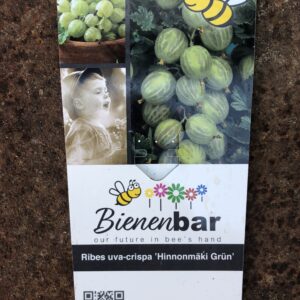 Bienenbar
our future in bee's hand
Ribes uva-crispa 'Hinnonmäki Grün'